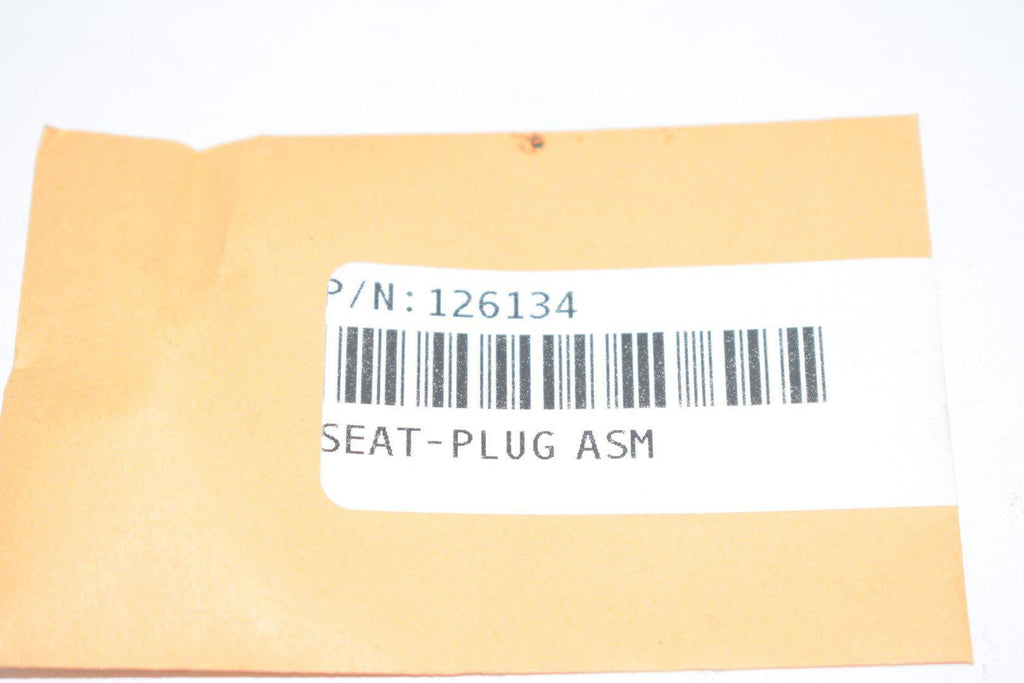 P/N:126134
SEAT-PLUG ASM